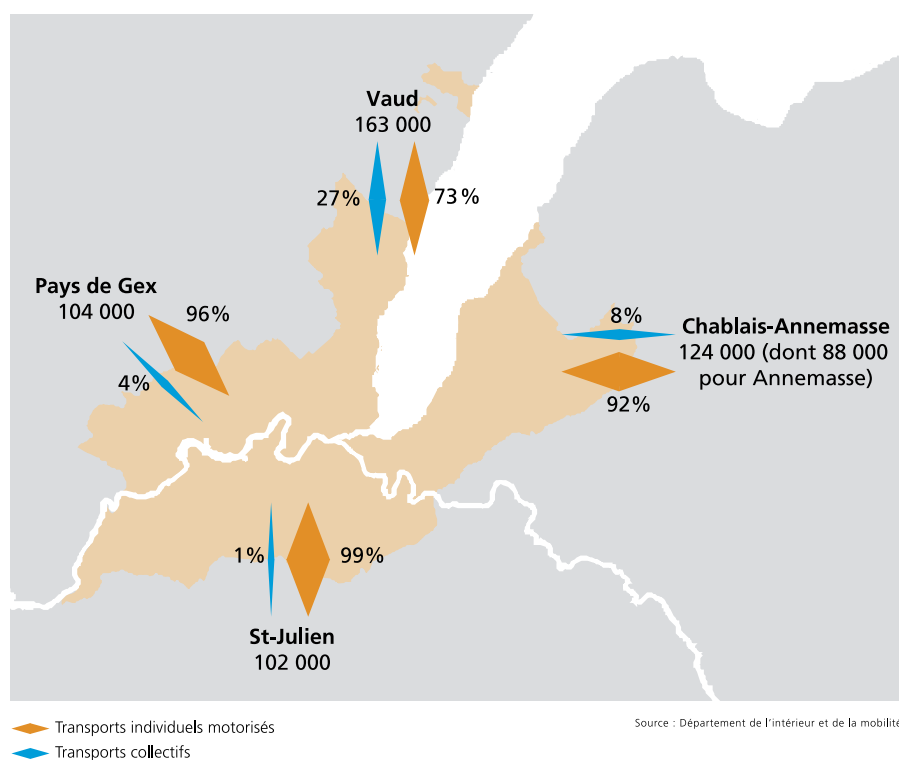 Vaud
163 000
27%
73%
Pays de Gex
104 000
96%
4%
8%
Chablais-Annemasse
124 000 (dont 88 000
pour Annemasse)
92%
1%
99%
St-Julien
102 000
Transports individuels motorisés
Transports collectifs
Source : Département de l'intérieur et de la mobilité